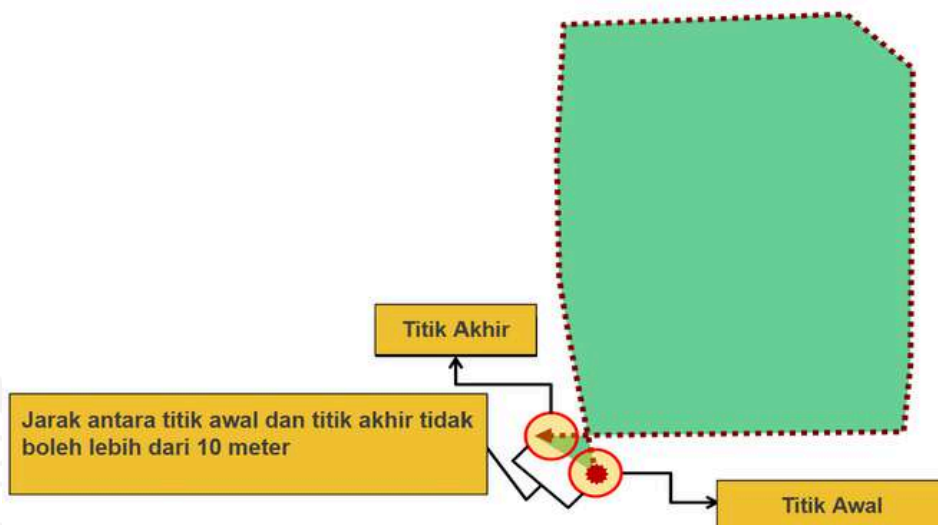 Titik Akhir
Jarak antara titik awal dan titik akhir tidak
boleh lebih dari 10 meter
Titik Awal